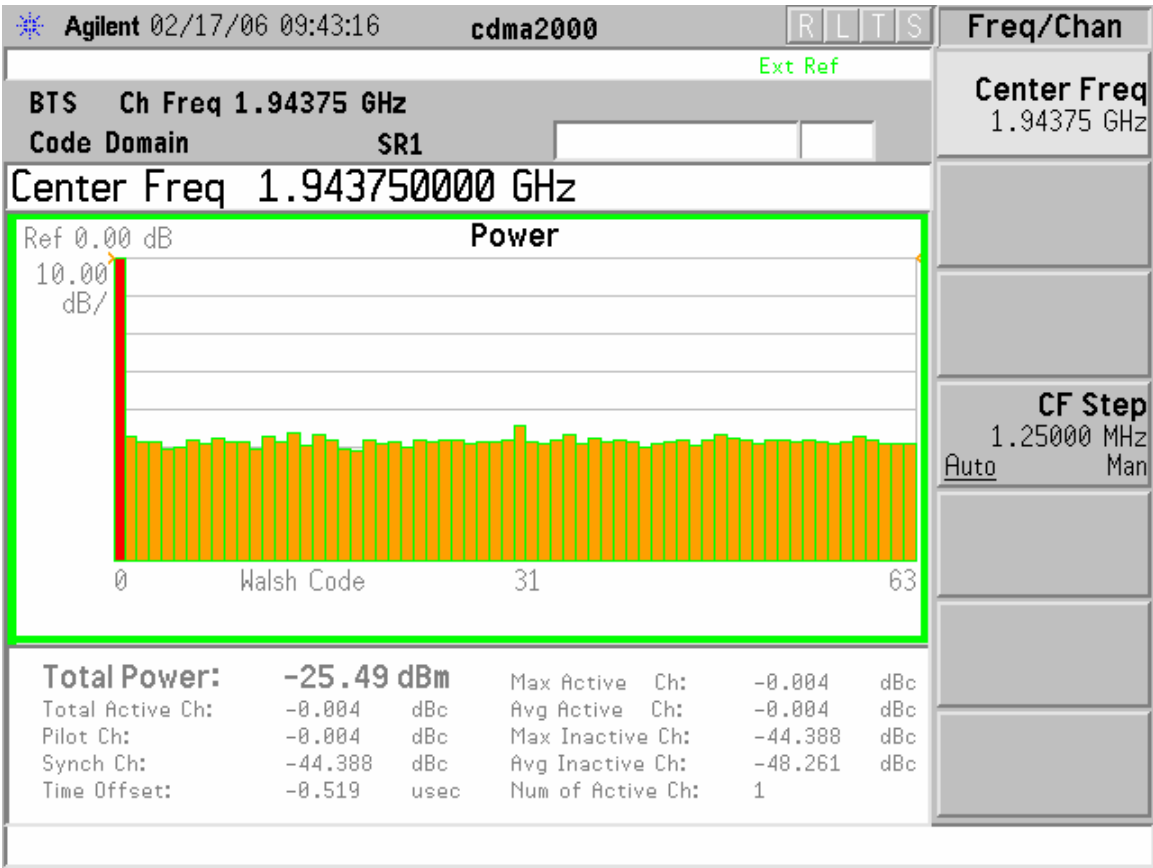 Agilent 02/17/06 09:43:16 cdma2000 R L T S Freq/Chan
Ext Ref
BTS Ch Freq 1.94375 GHz
Code Domain SR1
Center Freq 1.943750000 GHz
Ref 0.00 dB Power
10.00
dB/
0 Walsh Code 31 63
Total Power: -25.49 dBm
Total Active Ch: -0.004 dBc
Pilot Ch: -0.004 dBc
Synch Ch: -44.388 dBc
Time Offset: -0.519 usec
Max Active Ch: -0.004 dBc
Avg Active Ch: -0.004 dBc
Max Inactive Ch: -44.388 dBc
Avg Inactive Ch: -48.261 dBc
Num of Active Ch: 1
Center Freq
1.94375 GHz
CF Step
1.25000 MHz
Auto Man